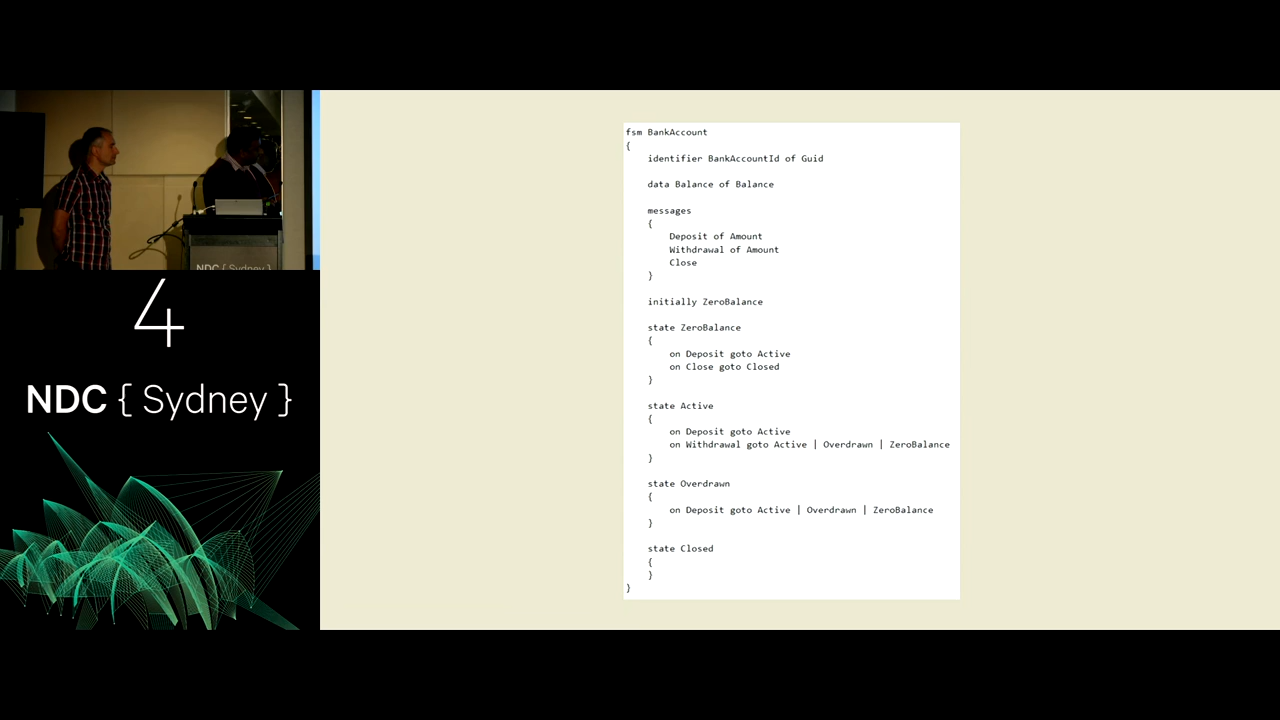 NDC { Sydney }
4
NDC { Sydney }
fsm BankAccount
{
    identifier BankAccountId of Guid
    data Balance of Balance
    messages
    {
        Deposit of Amount
        Withdrawal of Amount
        Close
    }
    initially ZeroBalance
    state ZeroBalance
    {
        on Deposit goto Active
        on Close goto Closed
    }
    state Active
    {
        on Deposit goto Active
        on Withdrawal goto Active | Overdrawn | ZeroBalance
    }
    state Overdrawn
    {
        on Deposit goto Active | Overdrawn | ZeroBalance
    }
    state Closed
    {
    }
}